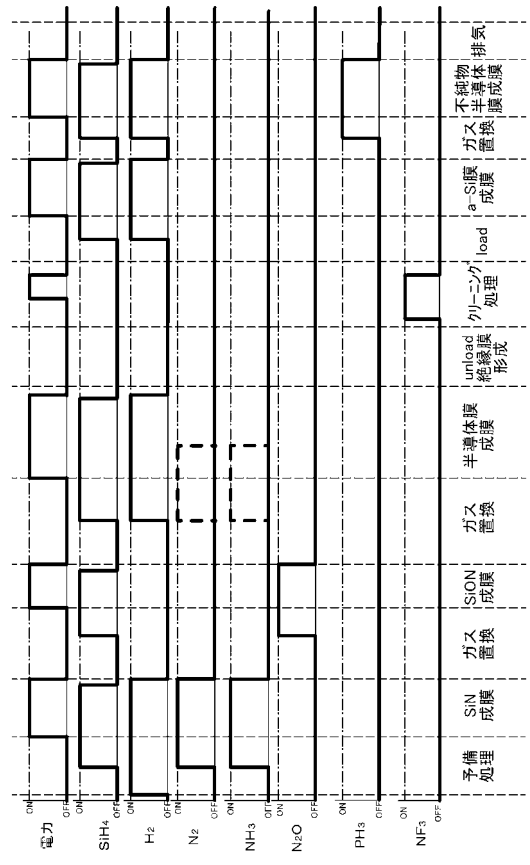 電力
ON
OFF
SiH4
ON
OFF
H2
ON
OFF
N2
ON
OFF
NH3
ON
OFF
N2O
ON
OFF
PH3
ON
OFF
NF3
ON
OFF
予備
処理
SiN
成膜
ガス
置換
SiON
成膜
ガス
置換
半導体膜
成膜
unload
絶縁膜
形成
クリーニング
処理
load
a-Si膜
成膜
ガス
置換
不純物
半導体
膜成膜
排気